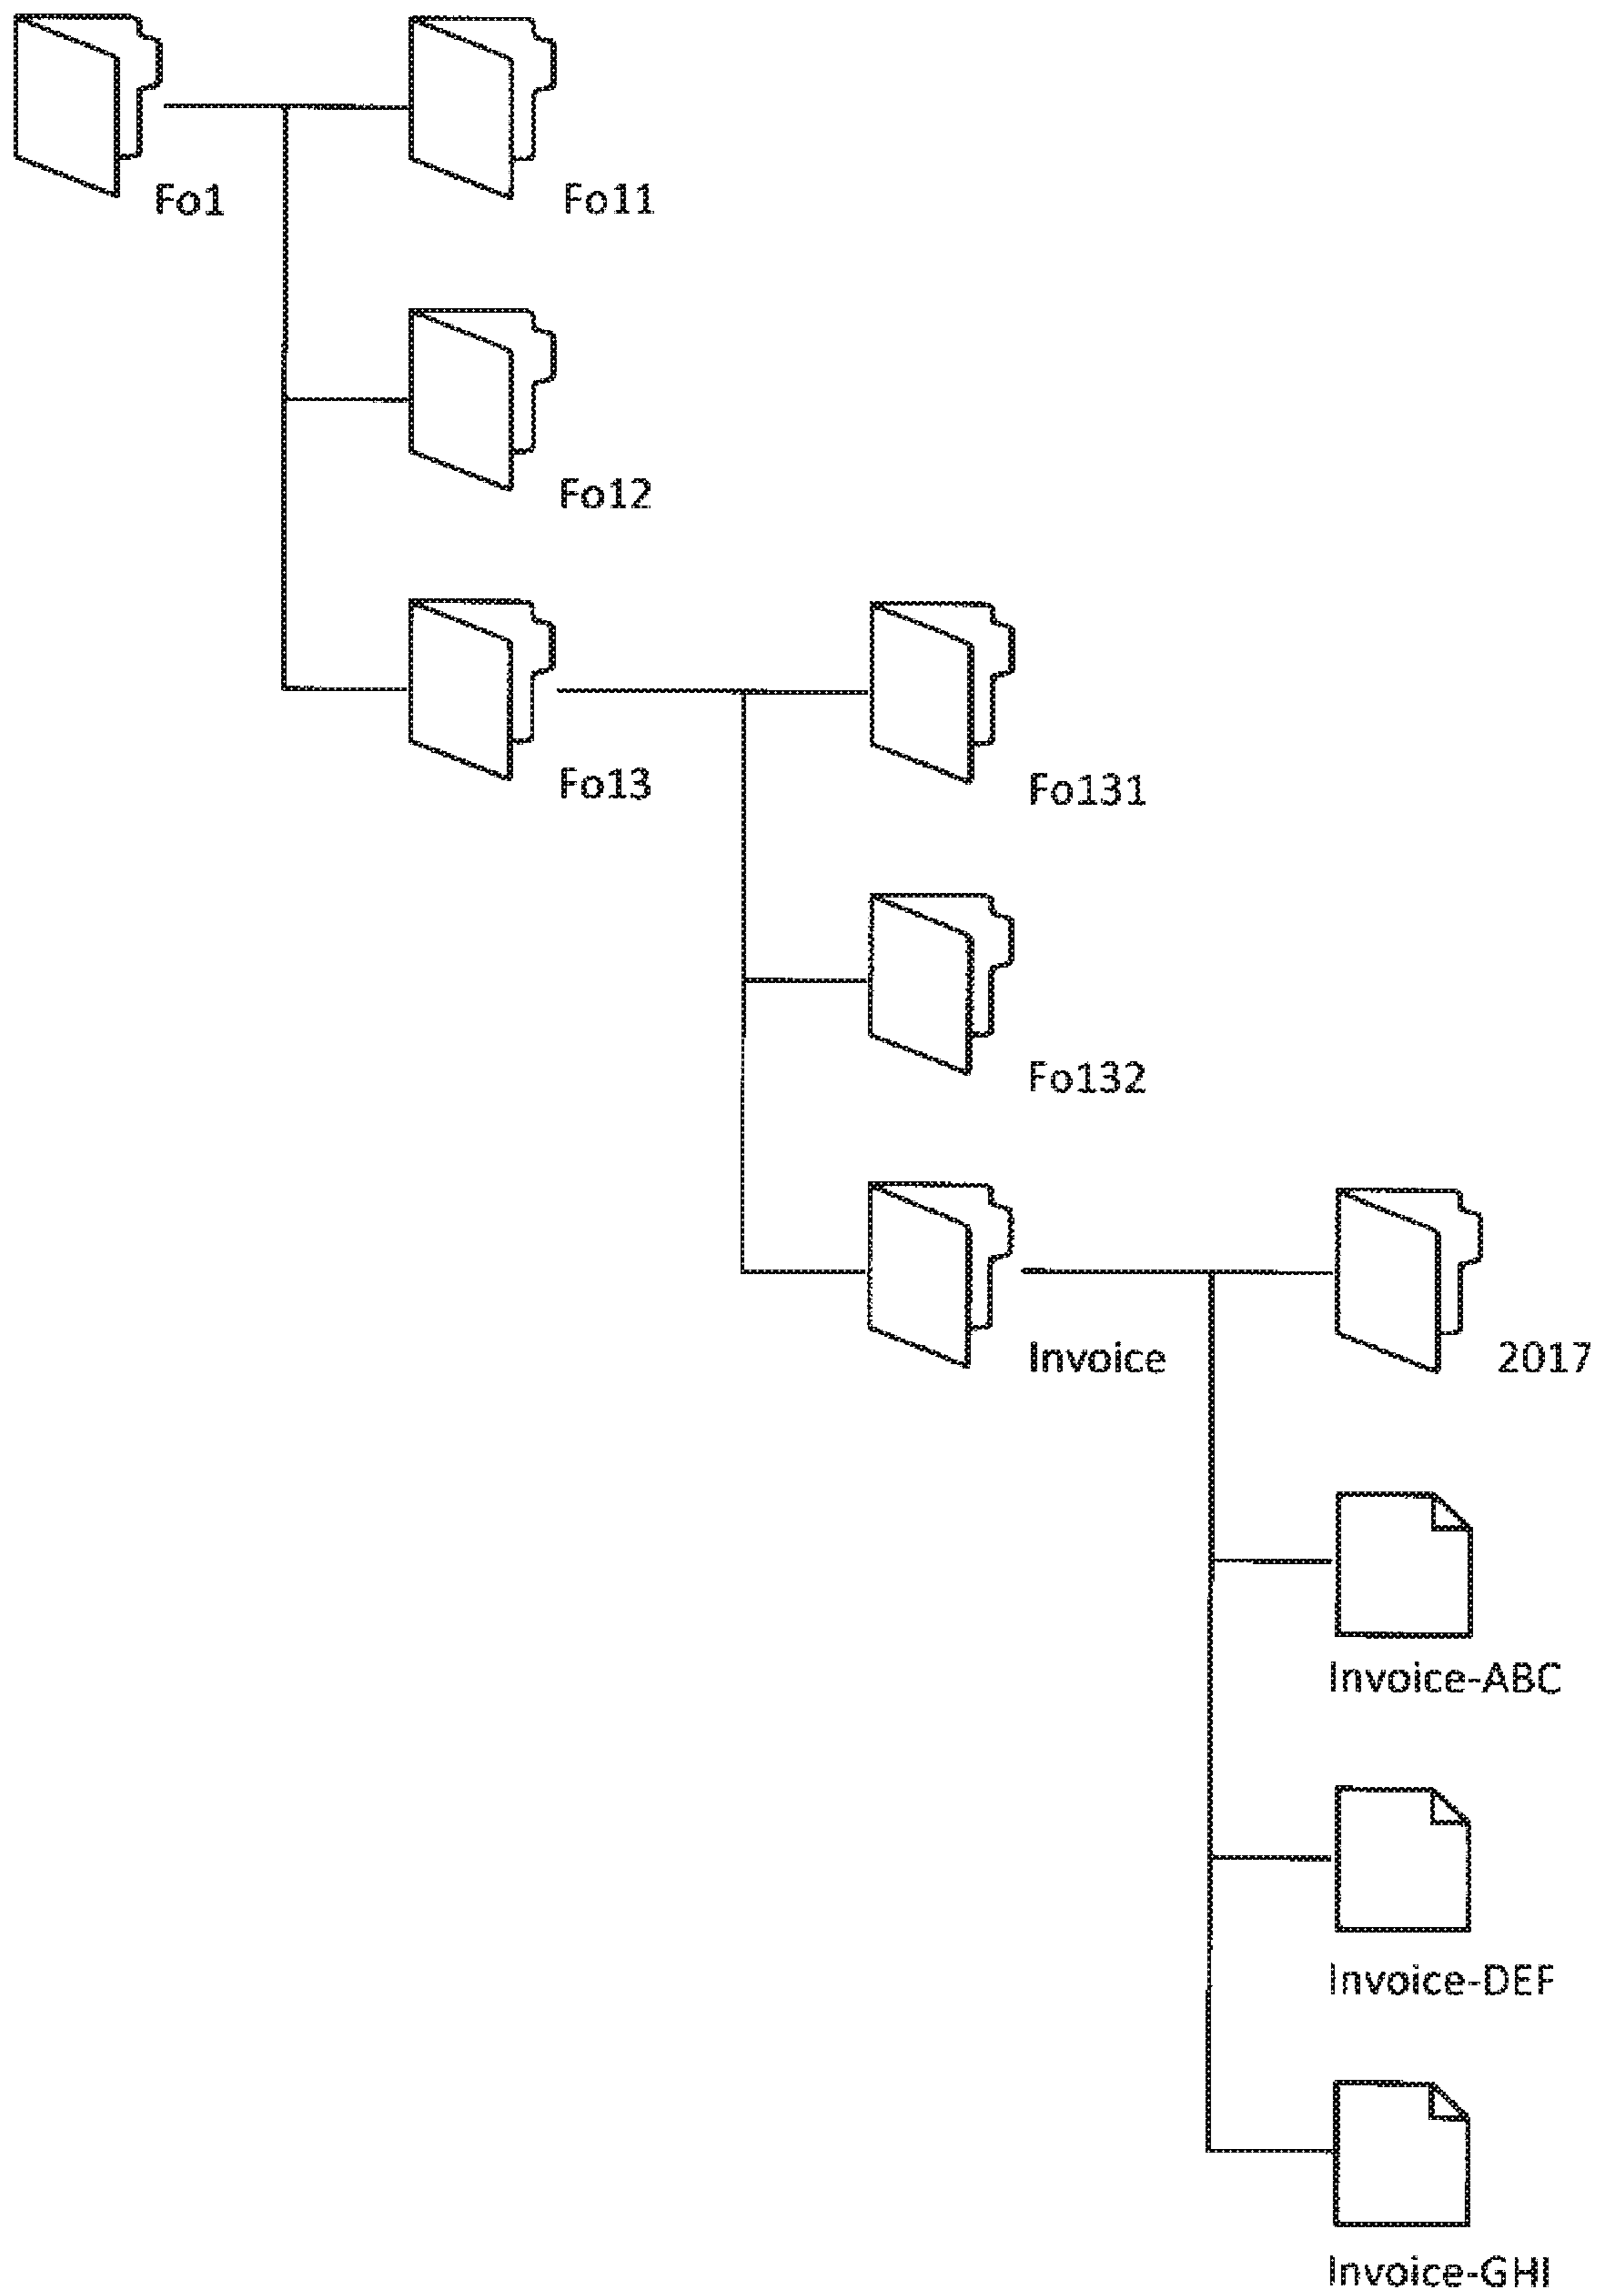 Fo1
Fo11
Fo12
Fo13
Fo131
Fo132
Invoice
2017
Invoice-ABC
Invoice-DEF
Invoice-GHI